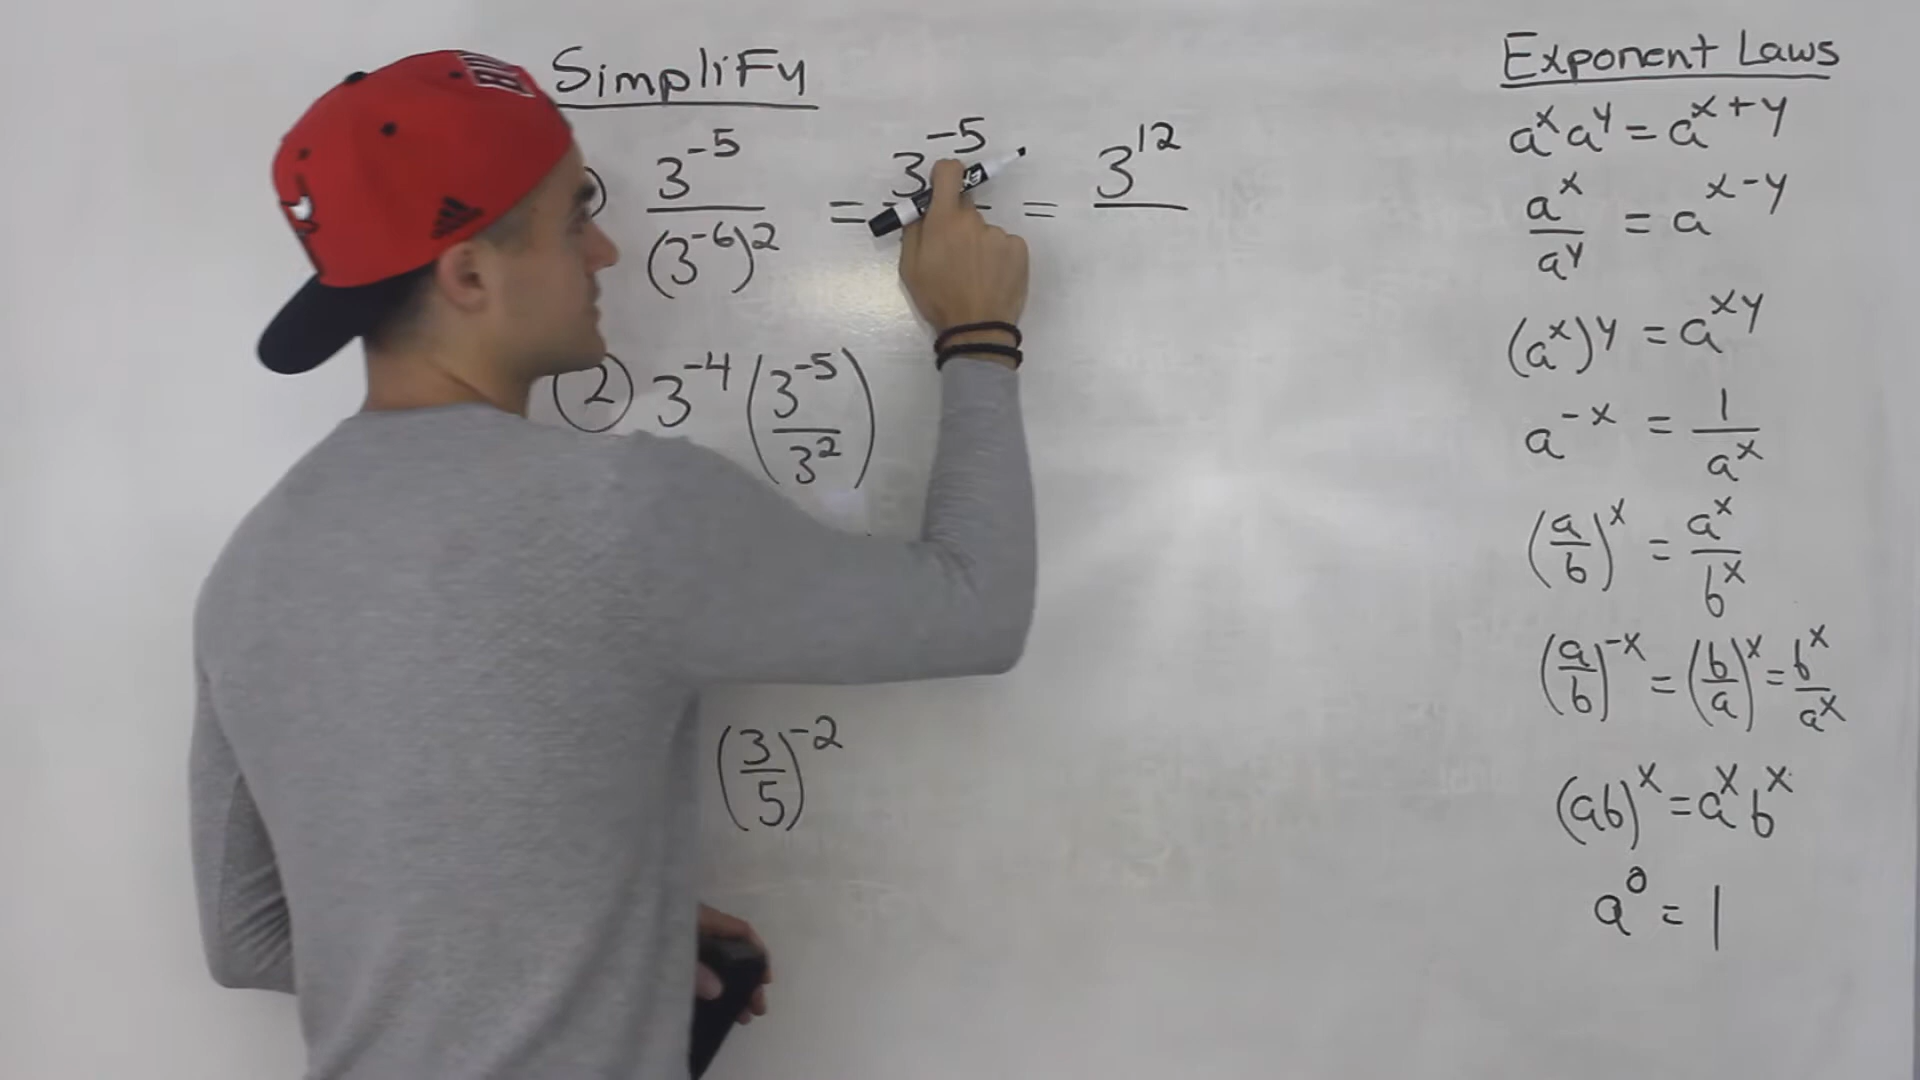 SimpliFy
3^-5 / (3^-6)^2 = 3^-5 / = 3^12 /
② 3^-4 (3^-5 / 3^2)
(3/5)^-2
Exponent Laws
a^x a^y = a^(x+y)
a^x / a^y = a^(x-y)
(a^x)^y = a^(xy)
a^-x = 1 / a^x
(a/b)^x = a^x / b^x
(a/b)^-x = (b/a)^x = b^x / a^x
(ab)^x = a^x b^x
a^0 = 1